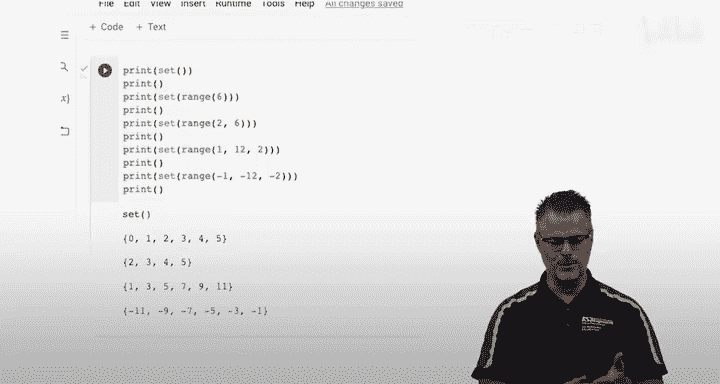 File Edit View Insert Runtime Tools Help All changes saved
+ Code + Text
print(set())
print()
print(set(range(6)))
print()
print(set(range(2, 6)))
print()
print(set(range(1, 12, 2)))
print()
print(set(range(-1, -12, -2)))
print()
set()
{0, 1, 2, 3, 4, 5}
{2, 3, 4, 5}
{1, 3, 5, 7, 9, 11}
{-11, -9, -7, -5, -3, -1}